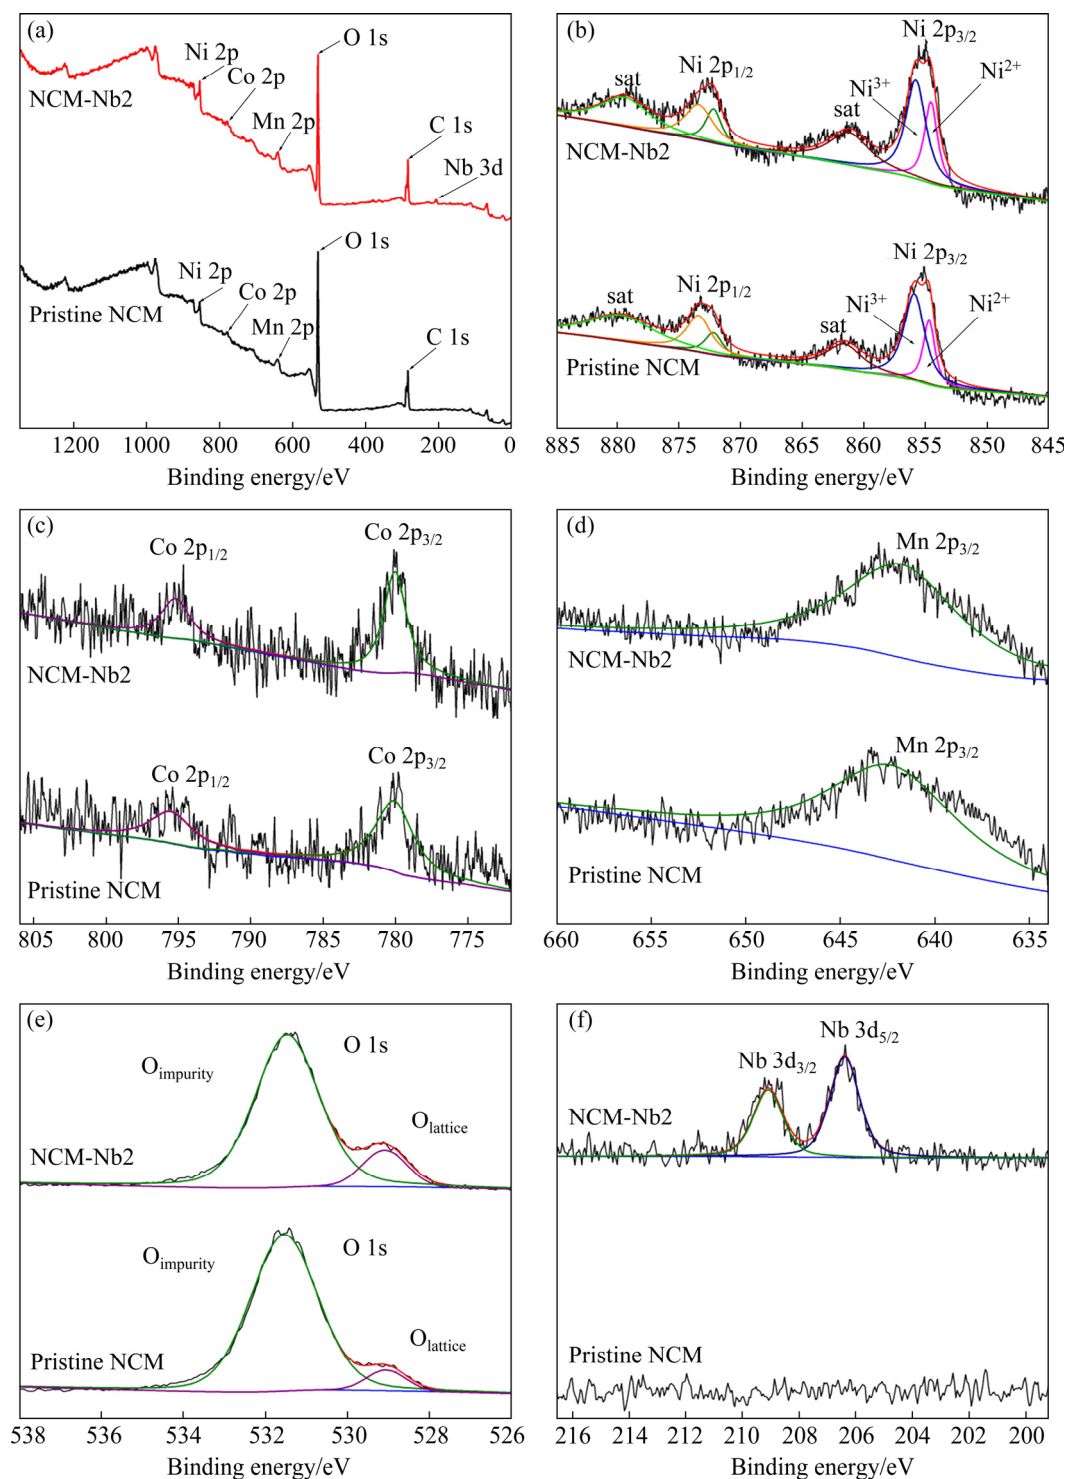 (a)
O 1s
Ni 2p
NCM-Nb2
Co 2p
Mn 2p
C 1s
Nb 3d
O 1s
Ni 2p
Pristine NCM
Co 2p
Mn 2p
C 1s
1200 1000 800 600 400 200 0
Binding energy/eV
(b)
Ni 2p3/2
sat
Ni 2p1/2
Ni3+
Ni2+
sat
NCM-Nb2
Ni 2p3/2
Ni 2p1/2
sat
Ni3+
Ni2+
sat
Pristine NCM
885 880 875 870 865 860 855 850 845
Binding energy/eV
(c)
Co 2p1/2
Co 2p3/2
NCM-Nb2
Co 2p1/2
Co 2p3/2
Pristine NCM
805 800 795 790 785 780 775
Binding energy/eV
(d)
Mn 2p3/2
NCM-Nb2
Mn 2p3/2
Pristine NCM
660 655 650 645 640 635
Binding energy/eV
(e)
O 1s
Oimpurity
Olattice
NCM-Nb2
O 1s
Oimpurity
Olattice
Pristine NCM
538 536 534 532 530 528 526
Binding energy/eV
(f)
Nb 3d5/2
Nb 3d3/2
NCM-Nb2
Pristine NCM
216 214 212 210 208 206 204 202 200
Binding energy/eV